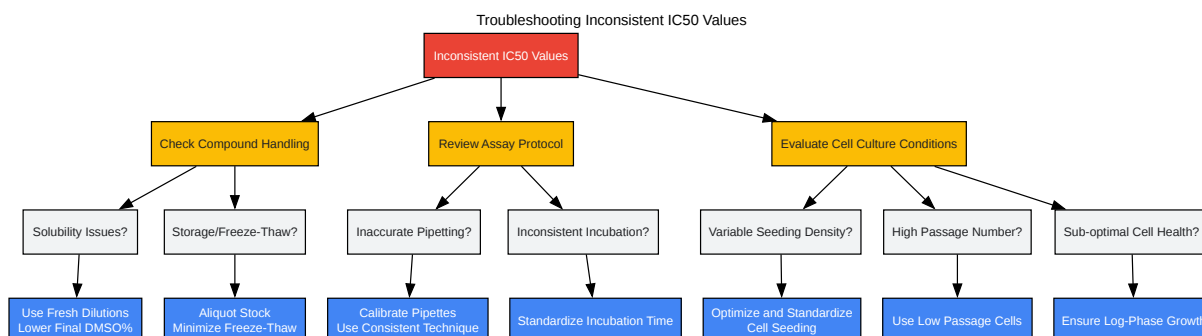 Troubleshooting Inconsistent IC50 Values
Inconsistent IC50 Values
Check Compound Handling
Review Assay Protocol
Evaluate Cell Culture Conditions
Solubility Issues?
Storage/Freeze-Thaw?
Inaccurate Pipetting?
Inconsistent Incubation?
Variable Seeding Density?
High Passage Number?
Sub-optimal Cell Health?
Use Fresh Dilutions
Lower Final DMSO%
Aliquot Stock
Minimize Freeze-Thaw
Calibrate Pipettes
Use Consistent Technique
Standardize Incubation Time
Optimize and Standardize
Cell Seeding
Use Low Passage Cells
Ensure Log-Phase Growth